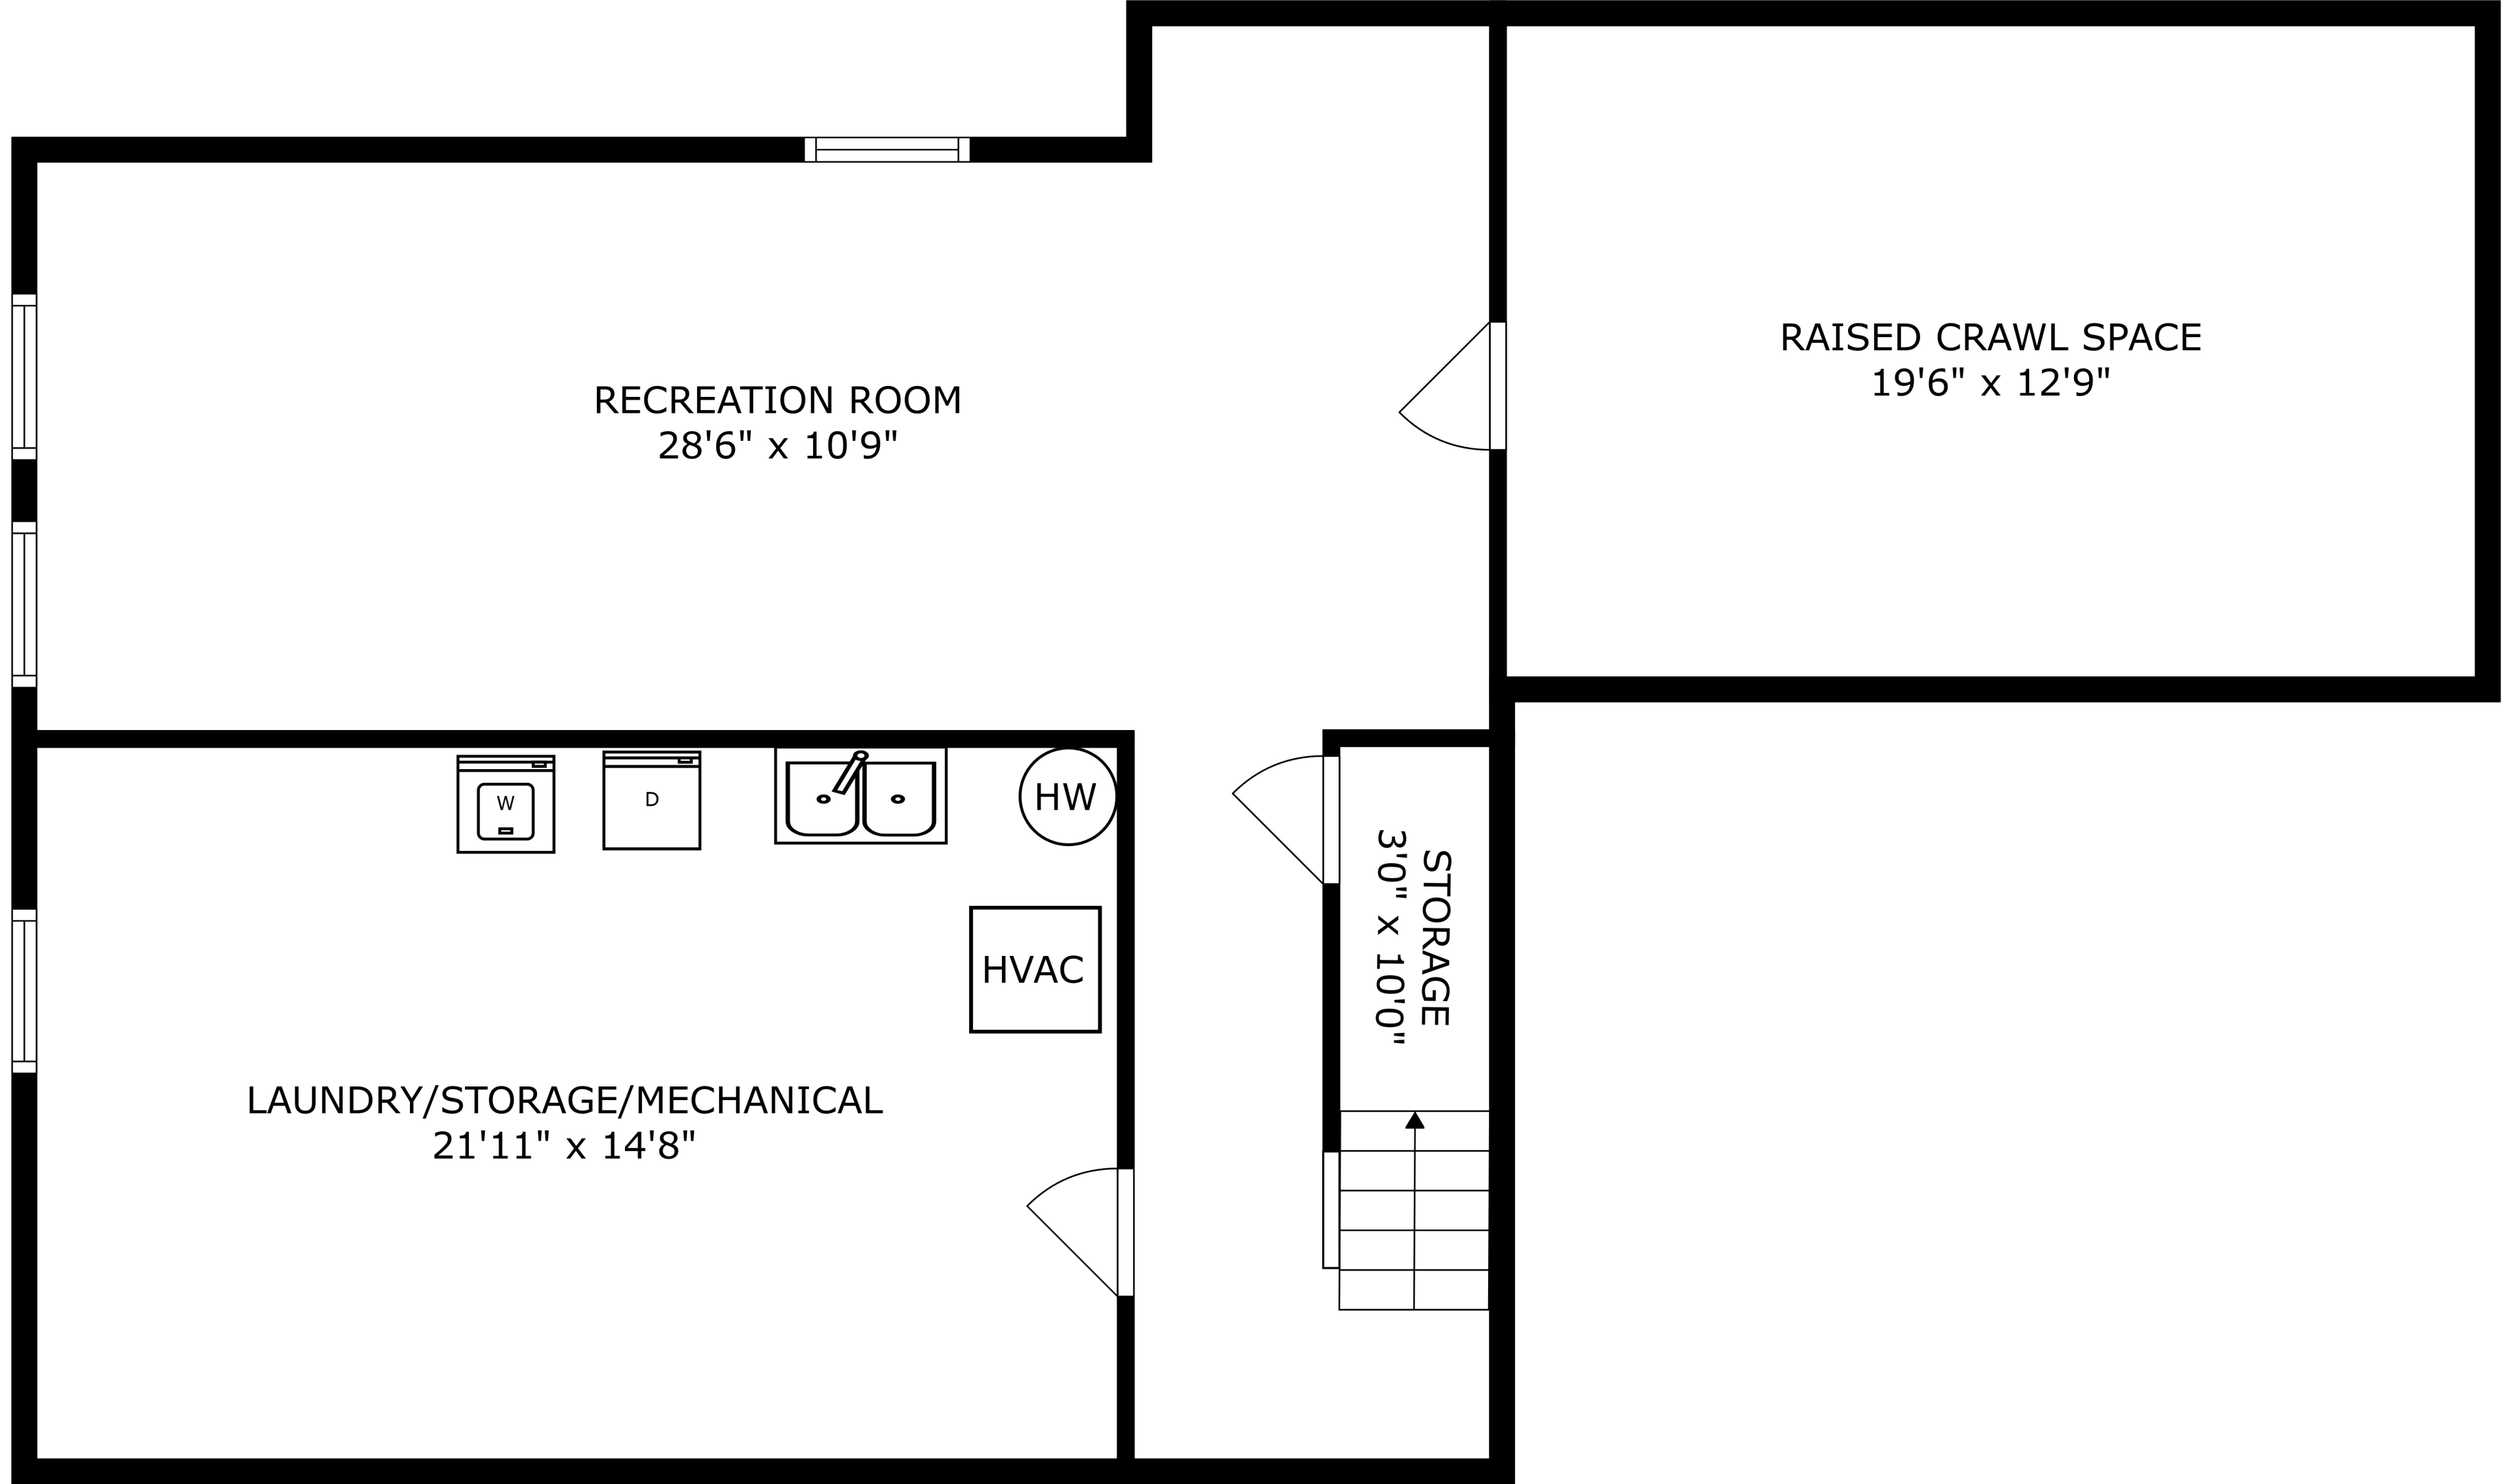 RAISED CRAWL SPACE
19'6" x 12'9"
RECREATION ROOM
28'6" x 10'9"
W
D
HW
STORAGE
3'0" x 10'0"
HVAC
LAUNDRY/STORAGE/MECHANICAL
21'11" x 14'8"